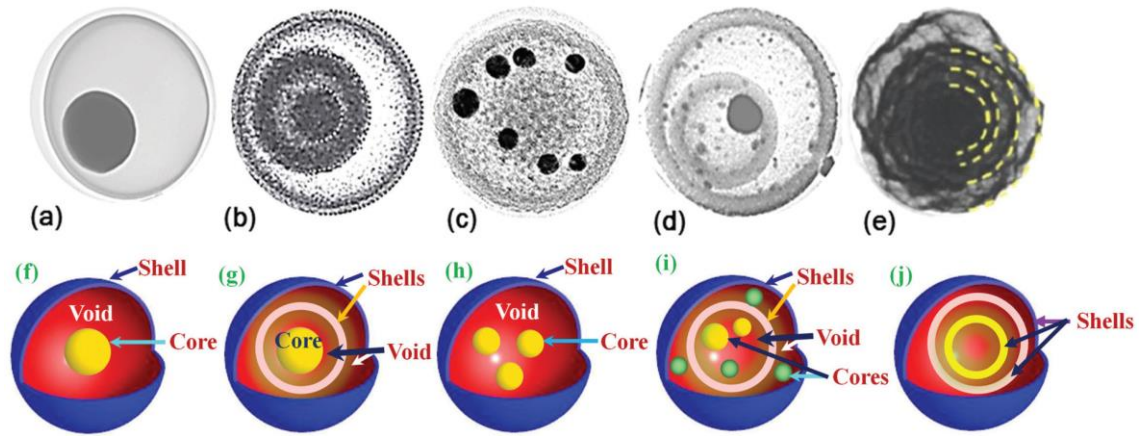 (a)
(b)
(c)
(d)
(e)
(f)
Shell
Void
Core
(g)
Shells
Core
Void
(h)
Shell
Void
Core
(i)
Shells
Void
Cores
(j)
Shells